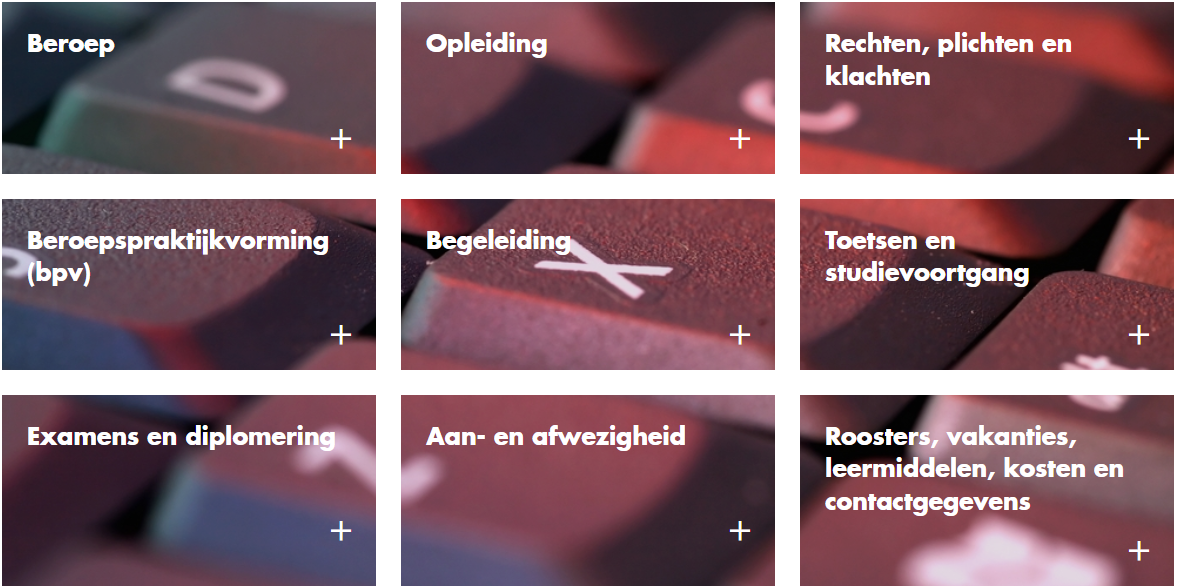 Beroep
Opleiding
Rechten, plichten en
klachten
+
+
+
Beroepspraktijkvorming
(bpv)
Begeleiding
Toetsen en
studievoortgang
+
+
+
Examens en diplomering
Aan- en afwezigheid
Roosters, vakanties,
leermiddelen, kosten en
contactgegevens
+
+
+